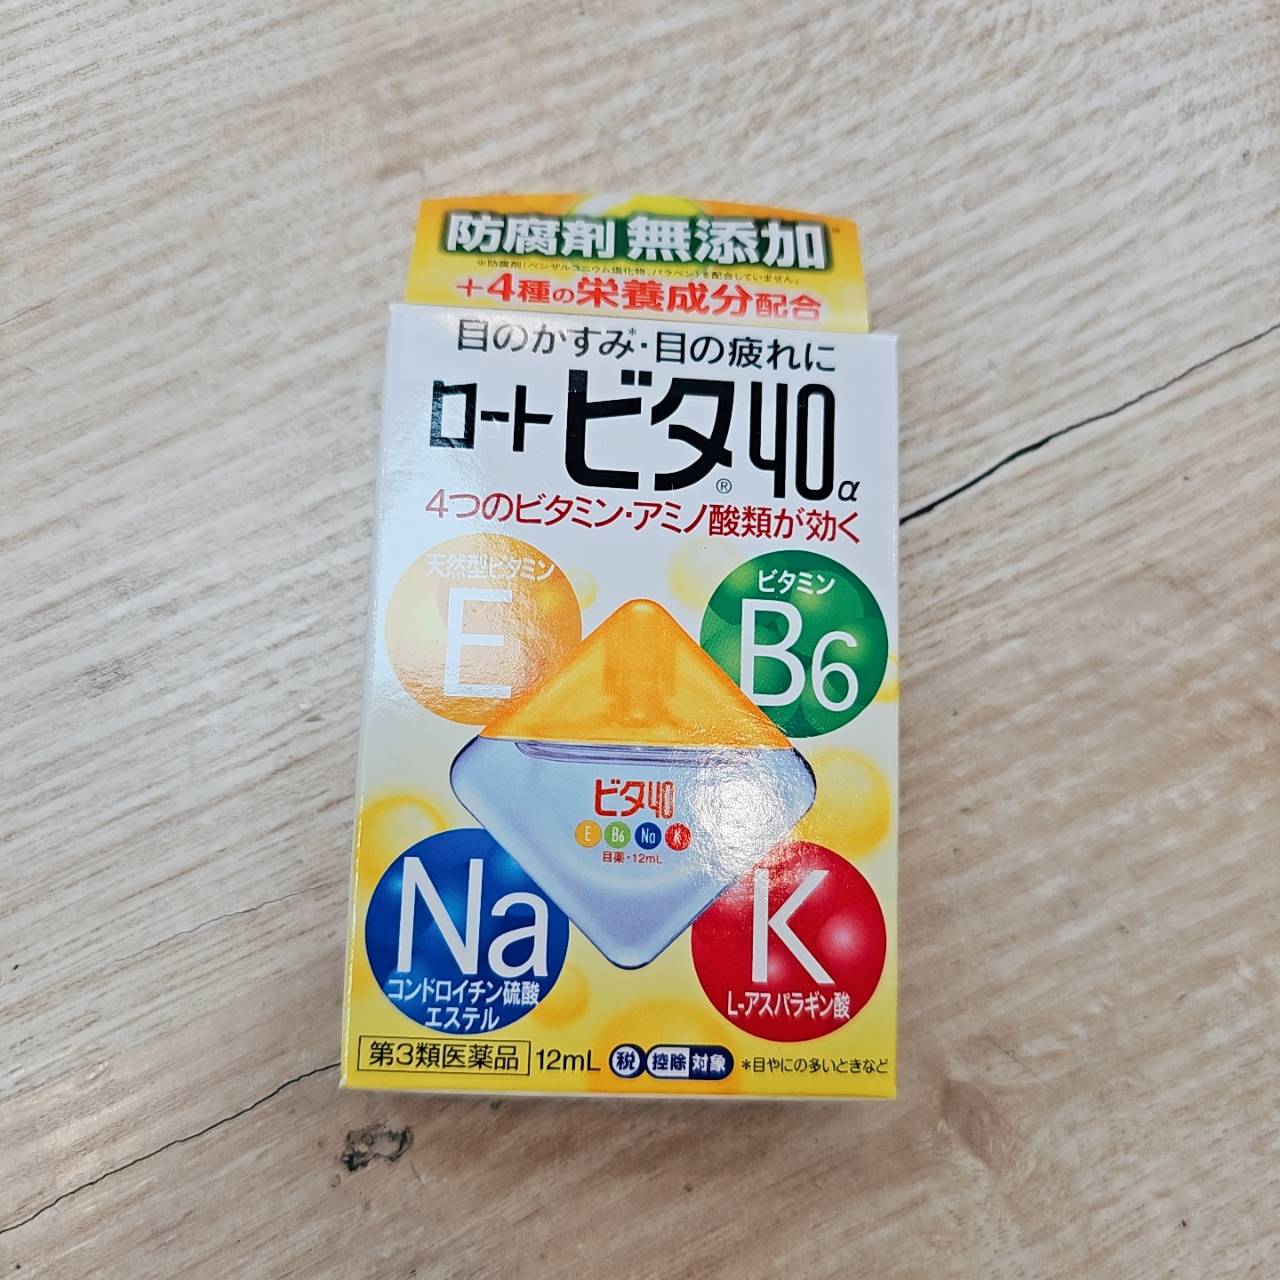 防腐剤 無添加※
※防腐剤(ベンザルコニウム塩化物、パラベン)を配合していません。
+4種の栄養成分配合
目のかすみ*・目の疲れに
ロートビタ®40α
4つのビタミン・アミノ酸類が効く
天然型ビタミン
E
ビタミン
B6
ビタ40
E B6 Na K
目薬・12mL
Na
コンドロイチン硫酸
エステル
K
L-アスパラギン酸
第3類医薬品 12mL 税 控除 対象 *目やにの多いときなど